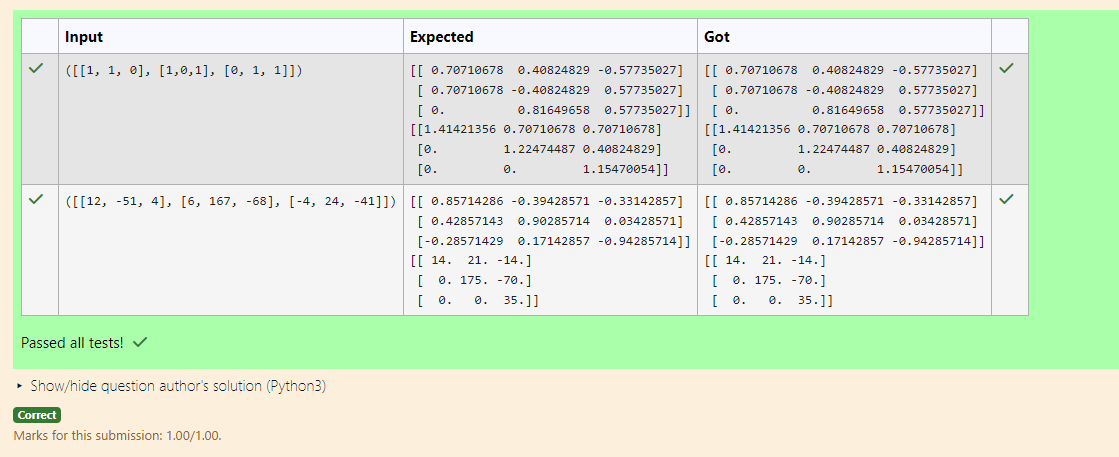 Input Expected Got
([[1, 1, 0], [1,0,1], [0, 1, 1]]) [[ 0.70710678  0.40824829 -0.57735027] [[ 0.70710678  0.40824829 -0.57735027]
[ 0.70710678 -0.40824829  0.57735027] [ 0.70710678 -0.40824829  0.57735027]
[ 0.          0.81649658  0.57735027]] [ 0.          0.81649658  0.57735027]]
[[1.41421356 0.70710678 0.70710678] [[1.41421356 0.70710678 0.70710678]
[0.         1.22474487 0.40824829] [0.         1.22474487 0.40824829]
[0.         0.         1.15470054]] [0.         0.         1.15470054]]
([[12, -51, 4], [6, 167, -68], [-4, 24, -41]]) [[ 0.85714286 -0.39428571 -0.33142857] [[ 0.85714286 -0.39428571 -0.33142857]
[ 0.42857143  0.90285714  0.03428571] [ 0.42857143  0.90285714  0.03428571]
[-0.28571429  0.17142857 -0.94285714]] [-0.28571429  0.17142857 -0.94285714]]
[[ 14.  21. -14.] [[ 14.  21. -14.]
[  0. 175. -70.] [  0. 175. -70.]
[  0.   0.  35.]] [  0.   0.  35.]]
Passed all tests!
Show/hide question author's solution (Python3)
Correct
Marks for this submission: 1.00/1.00.